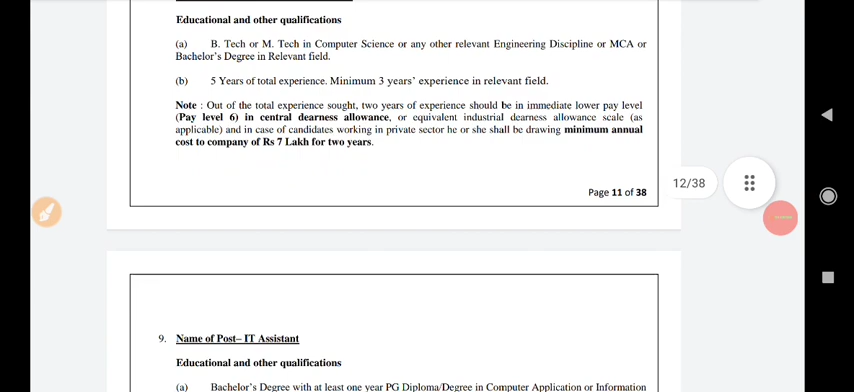 Educational and other qualifications
(a) B. Tech or M. Tech in Computer Science or any other relevant Engineering Discipline or MCA or
Bachelor's Degree in Relevant field.
(b) 5 Years of total experience. Minimum 3 years' experience in relevant field.
Note : Out of the total experience sought, two years of experience should be in immediate lower pay level
(Pay level 6) in central dearness allowance, or equivalent industrial dearness allowance scale (as
applicable) and in case of candidates working in private sector he or she shall be drawing minimum annual
cost to company of Rs 7 Lakh for two years.
Page 11 of 38
12/38
9. Name of Post– IT Assistant
Educational and other qualifications
(a) Bachelor's Degree with at least one year PG Diploma/Degree in Computer Application or Information